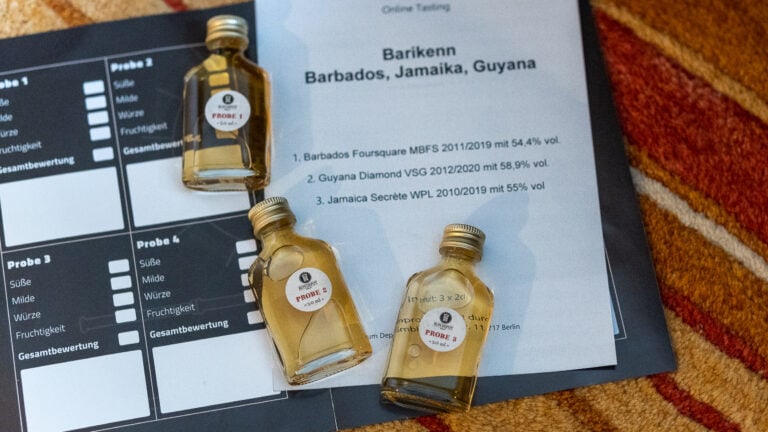 Online Tasting
Barikenn
Barbados, Jamaika, Guyana
1. Barbados Foursquare MBFS 2011/2019 mit 54,4% vol.
2. Guyana Diamond VSG 2012/2020 mit 58,9% vol.
3. Jamaica Secrète WPL 2010/2019 mit 55% vol
3 x 2cl
Berlin
Probe 1
Süße
Milde
Würze
Fruchtigkeit
Gesamtbewertung
Probe 2
Süße
Milde
Würze
Fruchtigkeit
Gesamtbewertung
Probe 3
Süße
Milde
Würze
Fruchtigkeit
Gesamtbewertung
Probe 4
Süße
Milde
Würze
Fruchtigkeit
Gesamtbewertung
PROBE 1
PROBE 2
PROBE 3